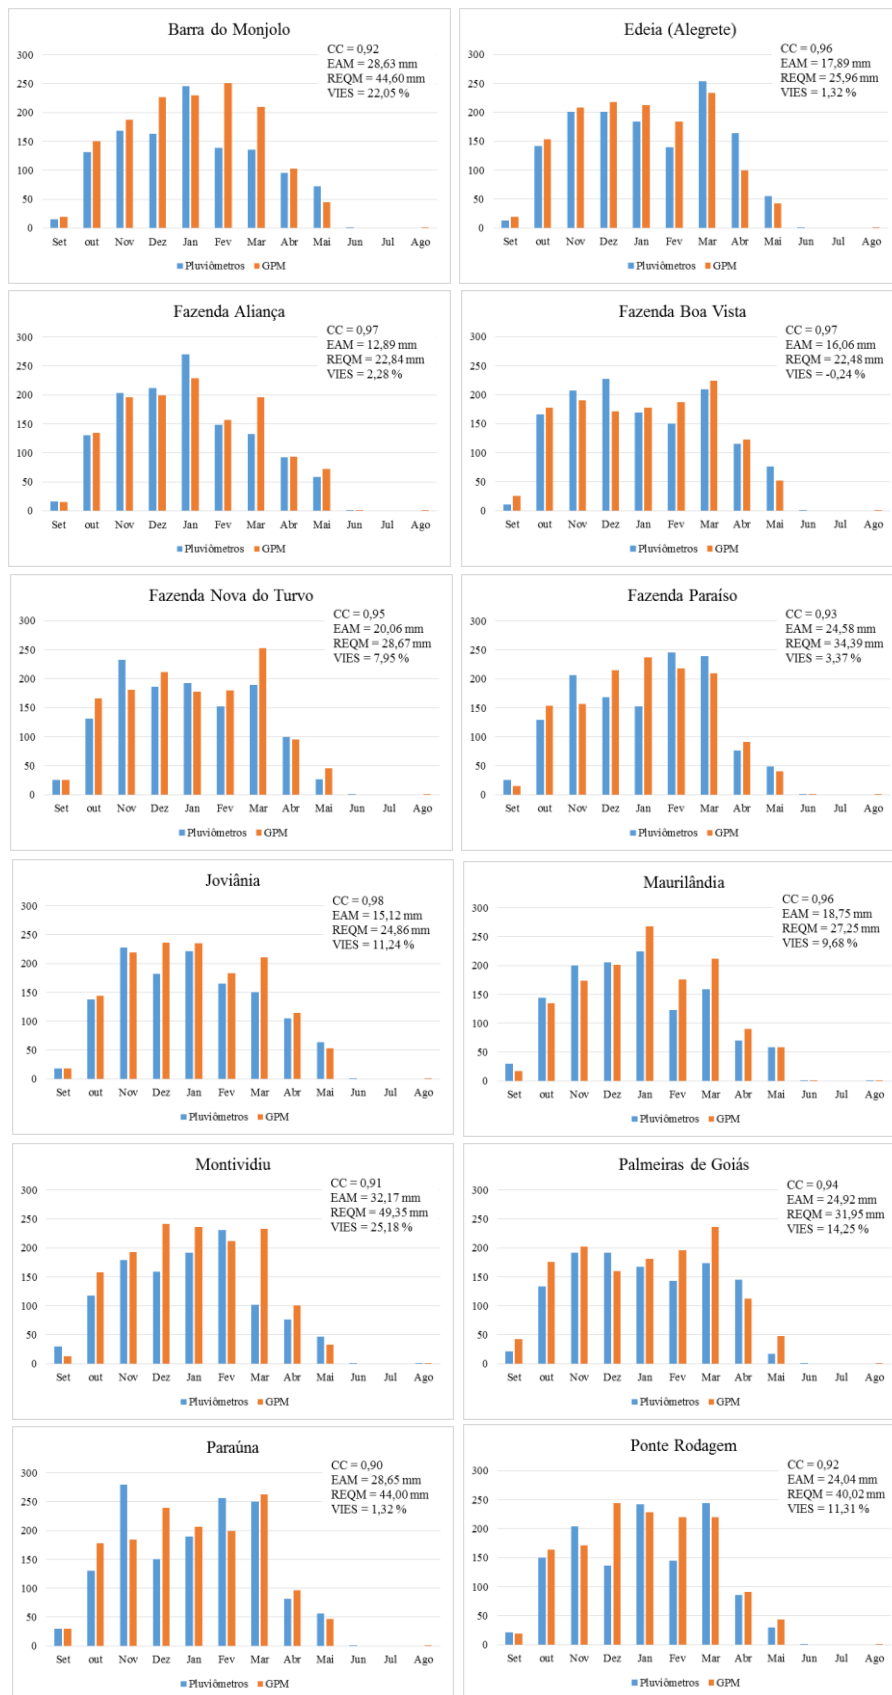 Barra do Monjolo
CC = 0,92
EAM = 28,63 mm
REQM = 44,60 mm
VIES = 22,05 %
300
250
200
150
100
50
0
Set out Nov Dez Jan Fev Mar Abr Mai Jun Jul Ago
Pluviômetros GPM
Edeia (Alegrete)
CC = 0,96
EAM = 17,89 mm
REQM = 25,96 mm
VIES = 1,32 %
300
250
200
150
100
50
0
Set out Nov Dez Jan Fev Mar Abr Mai Jun Jul Ago
Pluviômetros GPM
Fazenda Aliança
CC = 0,97
EAM = 12,89 mm
REQM = 22,84 mm
VIES = 2,28 %
300
250
200
150
100
50
0
Set out Nov Dez Jan Fev Mar Abr Mai Jun Jul Ago
Pluviômetros GPM
Fazenda Boa Vista
CC = 0,97
EAM = 16,06 mm
REQM = 22,48 mm
VIES = -0,24 %
300
250
200
150
100
50
0
Set out Nov Dez Jan Fev Mar Abr Mai Jun Jul Ago
Pluviômetros GPM
Fazenda Nova do Turvo
CC = 0,95
EAM = 20,06 mm
REQM = 28,67 mm
VIES = 7,95 %
300
250
200
150
100
50
0
Set out Nov Dez Jan Fev Mar Abr Mai Jun Jul Ago
Pluviômetros GPM
Fazenda Paraíso
CC = 0,93
EAM = 24,58 mm
REQM = 34,39 mm
VIES = 3,37 %
300
250
200
150
100
50
0
Set out Nov Dez Jan Fev Mar Abr Mai Jun Jul Ago
Pluviômetros GPM
Joviânia
CC = 0,98
EAM = 15,12 mm
REQM = 24,86 mm
VIES = 11,24 %
300
250
200
150
100
50
0
Set out Nov Dez Jan Fev Mar Abr Mai Jun Jul Ago
Pluviômetros GPM
Maurilândia
CC = 0,96
EAM = 18,75 mm
REQM = 27,25 mm
VIES = 9,68 %
300
250
200
150
100
50
0
Set out Nov Dez Jan Fev Mar Abr Mai Jun Jul Ago
Pluviômetros GPM
Montividiu
CC = 0,91
EAM = 32,17 mm
REQM = 49,35 mm
VIES = 25,18 %
300
250
200
150
100
50
0
Set out Nov Dez Jan Fev Mar Abr Mai Jun Jul Ago
Pluviômetros GPM
Palmeiras de Goiás
CC = 0,94
EAM = 24,92 mm
REQM = 31,95 mm
VIES = 14,25 %
300
250
200
150
100
50
0
Set out Nov Dez Jan Fev Mar Abr Mai Jun Jul Ago
Pluviômetros GPM
Paraúna
CC = 0,90
EAM = 28,65 mm
REQM = 44,00 mm
VIES = 1,32 %
300
250
200
150
100
50
0
Set out Nov Dez Jan Fev Mar Abr Mai Jun Jul Ago
Pluviômetros GPM
Ponte Rodagem
CC = 0,92
EAM = 24,04 mm
REQM = 40,02 mm
VIES = 11,31 %
300
250
200
150
100
50
0
Set out Nov Dez Jan Fev Mar Abr Mai Jun Jul Ago
Pluviômetros GPM